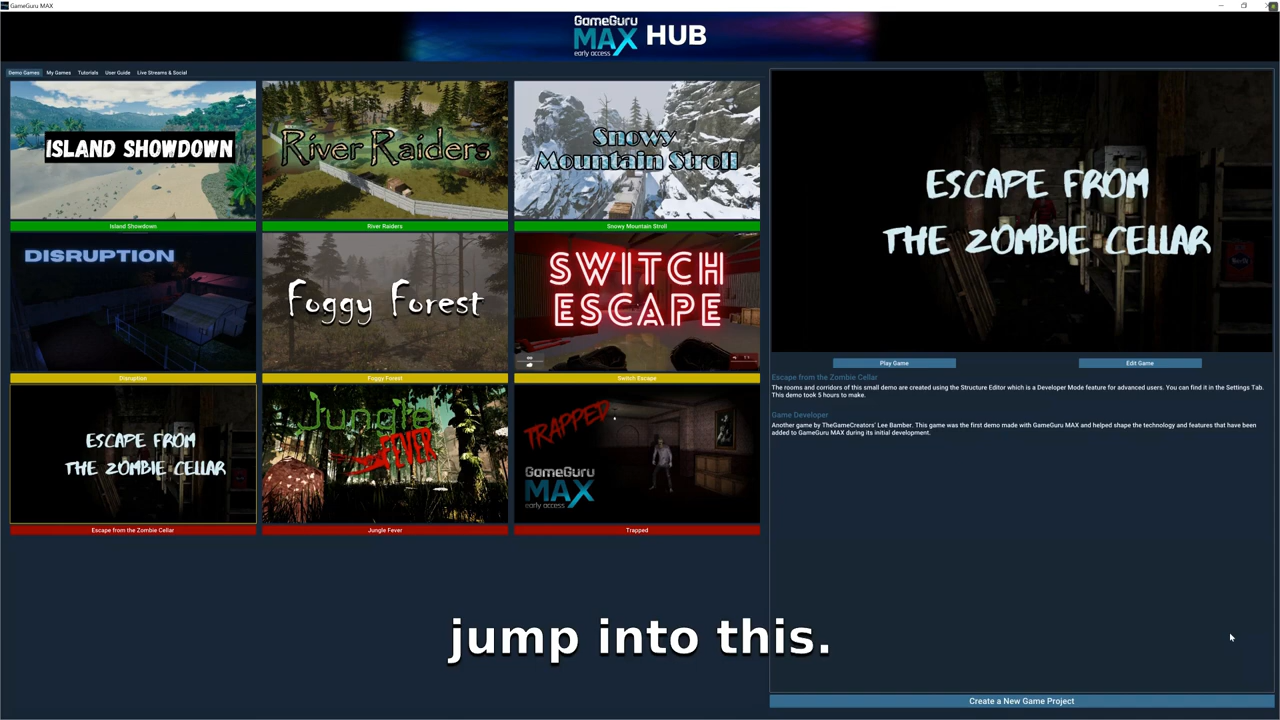 GameGuru MAX
GameGuru
MAX HUB
early access
Demo Games My Games Tutorials User Guide Live Streams & Social
ISLAND SHOWDOWN
River Raiders
Snowy
Mountain Stroll
Island Showdown
River Raiders
Snowy Mountain Stroll
DISRUPTION
Foggy Forest
SWITCH
ESCAPE
Disruption
Foggy Forest
Switch Escape
ESCAPE FROM
THE ZOMBIE CELLAR
Jungle
FEVER
TRAPPED
GameGuru
MAX
early access
Escape from the Zombie Cellar
Jungle Fever
Trapped
ESCAPE FROM
THE ZOMBIE CELLAR
Play Game
Edit Game
Escape from the Zombie Cellar
The rooms and corridors of this small demo are created using the Structure Editor which is a Developer Mode feature for advanced users. You can find it in the Settings Tab.
This demo took 5 hours to make.
Game Developer
Another game by TheGameCreators' Lee Bamber. This game was the first demo made with GameGuru MAX and helped shape the technology and features that have been
added to GameGuru MAX during its initial development.
jump into this.
Create a New Game Project